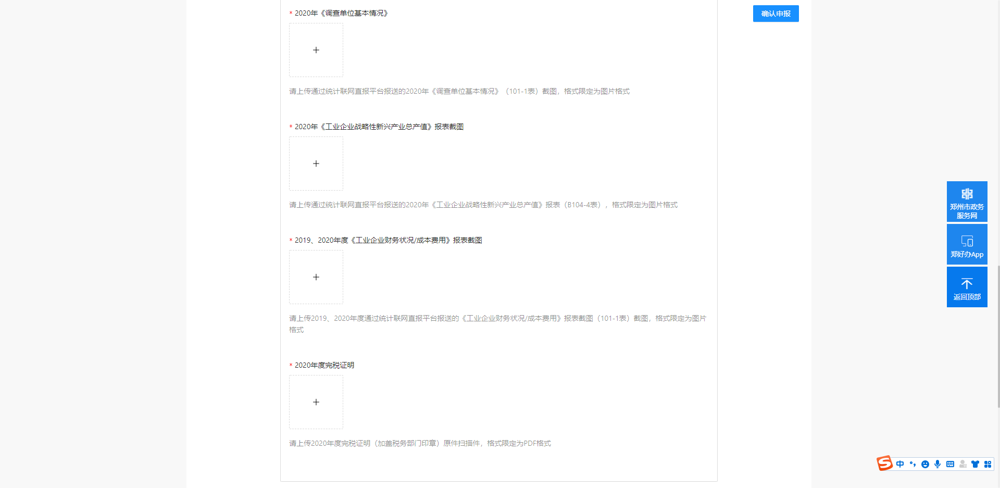 * 2020年《调查单位基本情况》
确认申报
请上传通过统计联网直报平台报送的2020年《调查单位基本情况》（101-1表）截图，格式限定为图片格式
* 2020年《工业企业战略性新兴产业总产值》报表截图
请上传通过统计联网直报平台报送的2020年《工业企业战略性新兴产业总产值》报表（B104-4表），格式限定为图片格式
郑州市政务
服务网
* 2019、2020年度《工业企业财务状况/成本费用》报表截图
郑好办App
返回顶部
请上传2019、2020年度通过统计联网直报平台报送的《工业企业财务状况/成本费用》报表截图（101-1表）截图，格式限定为图片
格式
* 2020年度完税证明
请上传2020年度完税证明（加盖税务部门印章）原件扫描件，格式限定为PDF格式
S 中